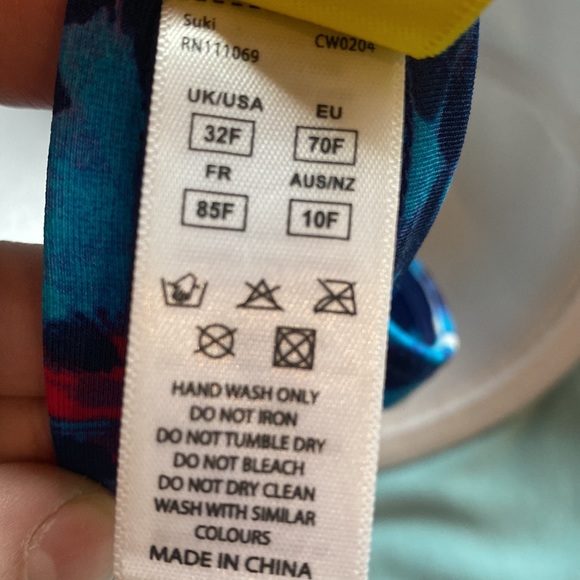 Suki
RN111069 CW0204
UK/USA EU
32F 70F
FR AUS/NZ
85F 10F
HAND WASH ONLY
DO NOT IRON
DO NOT TUMBLE DRY
DO NOT BLEACH
DO NOT DRY CLEAN
WASH WITH SIMILAR
COLOURS
MADE IN CHINA